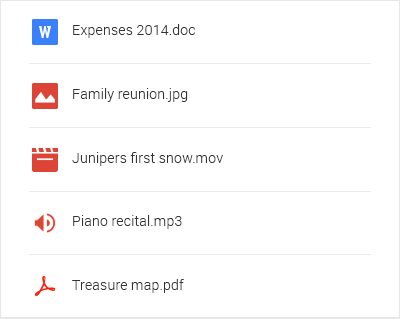 Expenses 2014.doc
Family reunion.jpg
Junipers first snow.mov
Piano recital.mp3
Treasure map.pdf